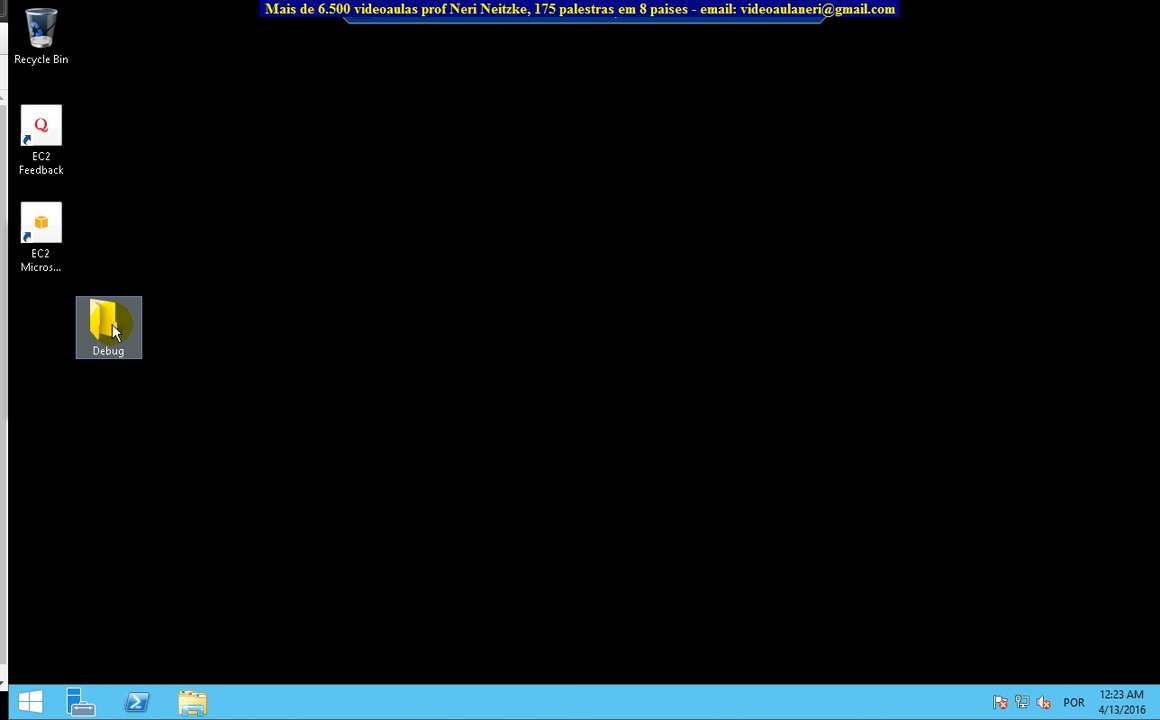 Mais de 6.500 videoaulas prof Neri Neitzke, 175 palestras em 8 paises - email: videoaulaneri@gmail.com
Recycle Bin
Q
EC2
Feedback
EC2
Micros...
Debug
POR
12:23 AM
4/13/2016